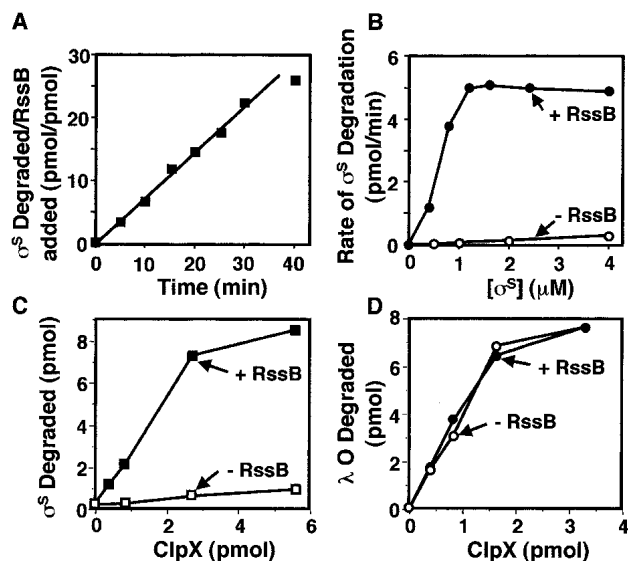 A
σS Degraded/RssB
added (pmol/pmol)
30
20
10
0
0 10 20 30 40
Time (min)
B
Rate of σS Degradation
(pmol/min)
6
4
2
0
+ RssB
- RssB
0 1 2 3 4
[σS] (μM)
C
σS Degraded (pmol)
8
6
4
2
0
+ RssB
- RssB
0 2 4 6
ClpX (pmol)
D
λ O Degraded
(pmol)
8
6
4
2
0
+ RssB
- RssB
0 1 2 3 4
ClpX (pmol)